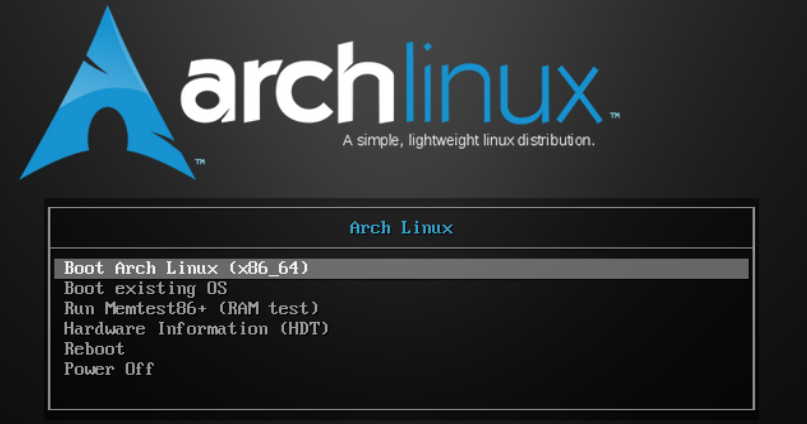 archlinux™
A simple, lightweight linux distribution.
™
Arch Linux
Boot Arch Linux (x86_64)
Boot existing OS
Run Memtest86+ (RAM test)
Hardware Information (HDT)
Reboot
Power Off